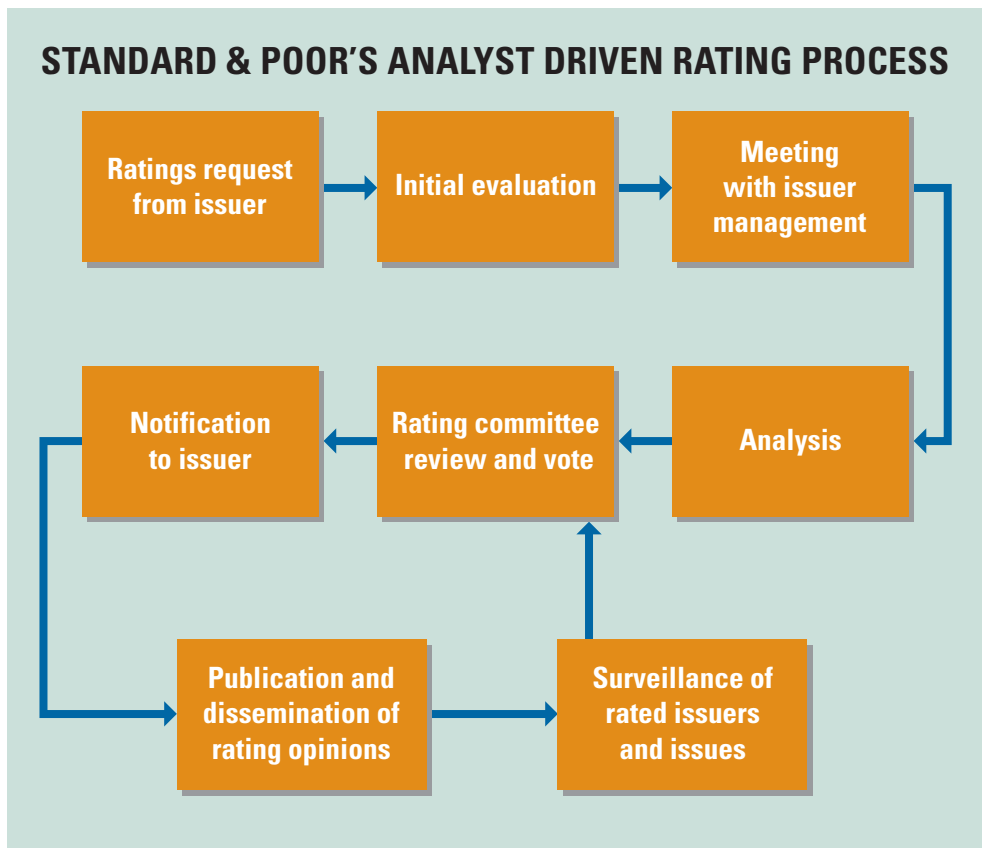 STANDARD & POOR'S ANALYST DRIVEN RATING PROCESS
Ratings request
from issuer
Initial evaluation
Meeting
with issuer
management
Analysis
Rating committee
review and vote
Notification
to issuer
Publication and
dissemination of
rating opinions
Surveillance of
rated issuers
and issues